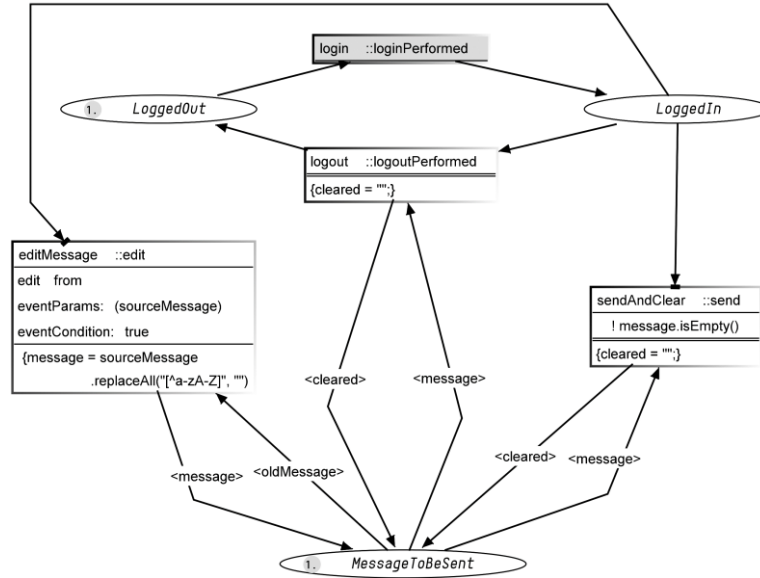 login ::loginPerformed
1. LoggedOut
LoggedIn
logout ::logoutPerformed
{cleared = "";}
editMessage ::edit
edit from
eventParams: (sourceMessage)
eventCondition: true
{message = sourceMessage
.replaceAll("[^a-zA-Z]", "")
sendAndClear ::send
! message.isEmpty()
{cleared = "";}
<cleared>
<message>
<cleared>
<message>
<message>
<oldMessage>
1. MessageToBeSent